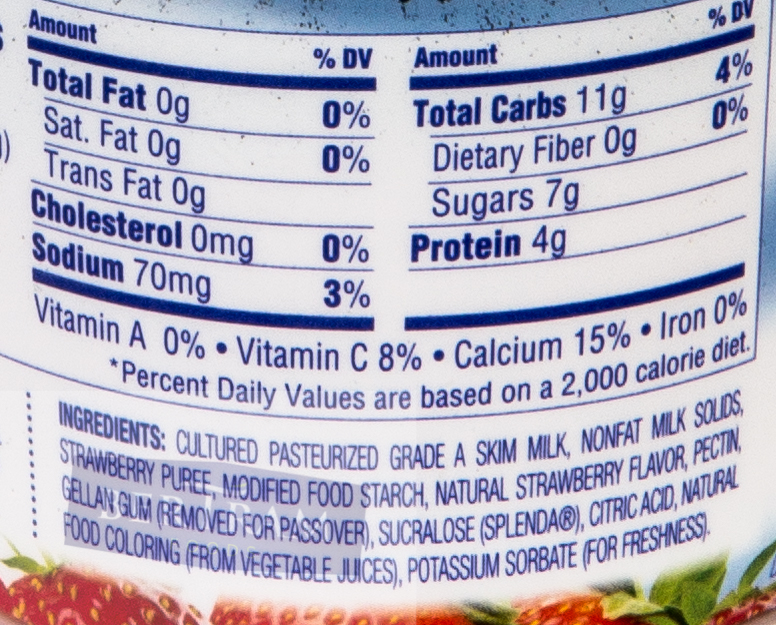 Amount
% DV
Total Fat 0g 0%
Sat. Fat 0g 0%
Trans Fat 0g
Cholesterol 0mg 0%
Sodium 70mg 3%
Amount
% DV
Total Carbs 11g 4%
Dietary Fiber 0g 0%
Sugars 7g
Protein 4g
Vitamin A 0% • Vitamin C 8% • Calcium 15% • Iron 0%
*Percent Daily Values are based on a 2,000 calorie diet.
INGREDIENTS: CULTURED PASTEURIZED GRADE A SKIM MILK, NONFAT MILK SOLIDS,
STRAWBERRY PUREE, MODIFIED FOOD STARCH, NATURAL STRAWBERRY FLAVOR, PECTIN,
GELLAN GUM (REMOVED FOR PASSOVER), SUCRALOSE (SPLENDA®), CITRIC ACID, NATURAL
FOOD COLORING (FROM VEGETABLE JUICES), POTASSIUM SORBATE (FOR FRESHNESS).